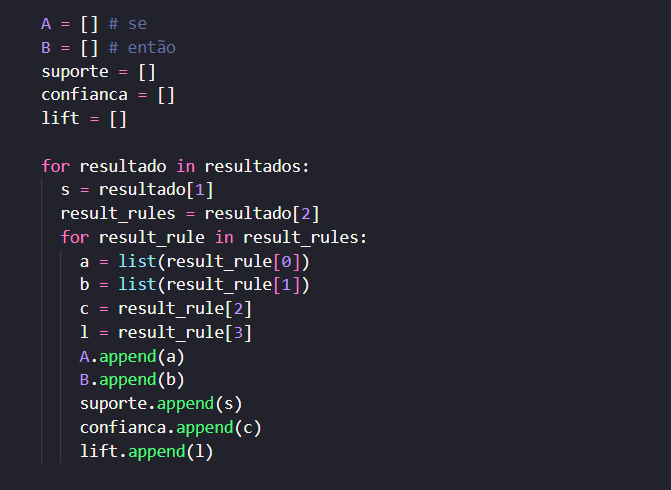 A = [] # se
B = [] # então
suporte = []
confianca = []
lift = []

for resultado in resultados:
  s = resultado[1]
  result_rules = resultado[2]
  for result_rule in result_rules:
    a = list(result_rule[0])
    b = list(result_rule[1])
    c = result_rule[2]
    l = result_rule[3]
    A.append(a)
    B.append(b)
    suporte.append(s)
    confianca.append(c)
    lift.append(l)